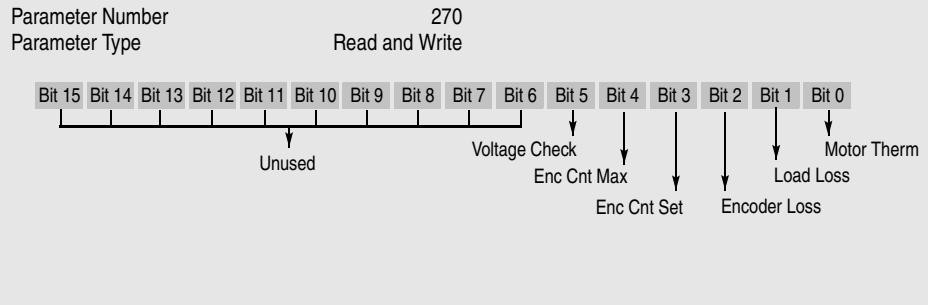 Parameter Number 270
Parameter Type Read and Write
Bit 15 Bit 14 Bit 13 Bit 12 Bit 11 Bit 10 Bit 9 Bit 8 Bit 7 Bit 6 Bit 5 Bit 4 Bit 3 Bit 2 Bit 1 Bit 0
Unused Voltage Check Motor Therm
Enc Cnt Max Load Loss
Enc Cnt Set Encoder Loss